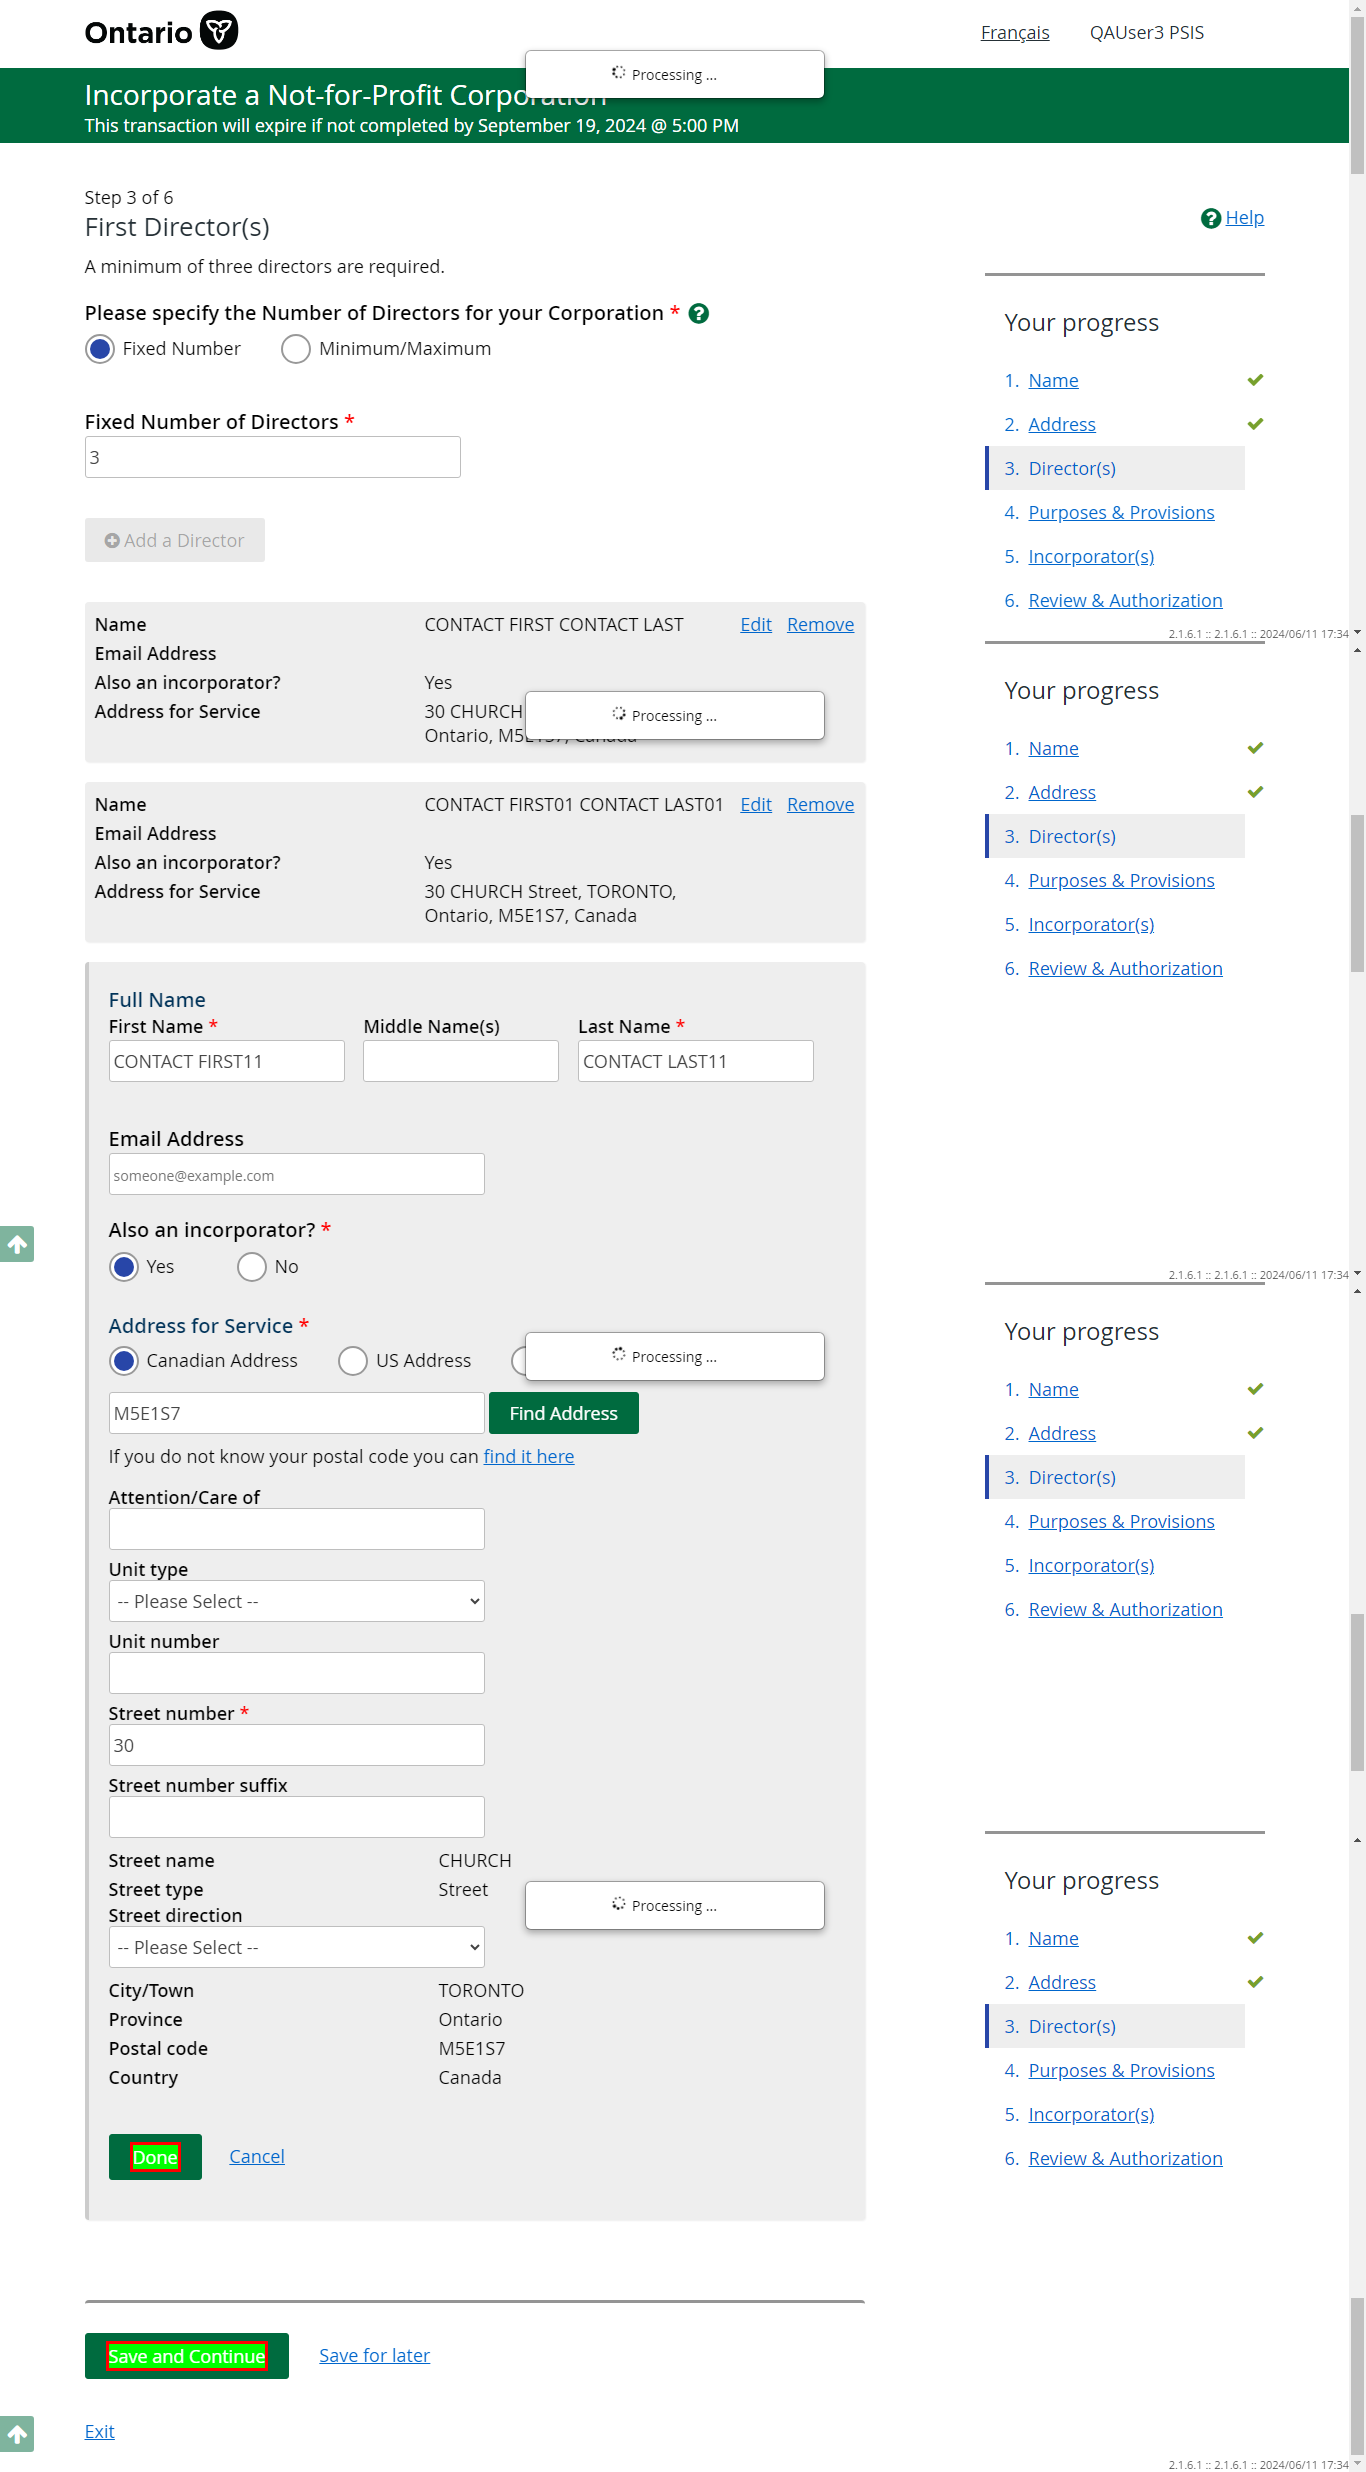 Ontario
Français
QAUser3 PSIS
Processing ...
Incorporate a Not-for-Profit Corporation
This transaction will expire if not completed by September 19, 2024 @ 5:00 PM
Step 3 of 6
First Director(s)
Help
A minimum of three directors are required.
Please specify the Number of Directors for your Corporation *
Fixed Number
Minimum/Maximum
Fixed Number of Directors *
3
Add a Director
Your progress
1. Name
2. Address
3. Director(s)
4. Purposes & Provisions
5. Incorporator(s)
6. Review & Authorization
2.1.6.1 :: 2.1.6.1 :: 2024/06/11 17:34
Name CONTACT FIRST CONTACT LAST Edit Remove
Email Address
Also an incorporator? Yes
Address for Service 30 CHURCH
Processing ...
Ontario, M5E1S7, Canada
Name CONTACT FIRST01 CONTACT LAST01 Edit Remove
Email Address
Also an incorporator? Yes
Address for Service 30 CHURCH Street, TORONTO,
Ontario, M5E1S7, Canada
Your progress
1. Name
2. Address
3. Director(s)
4. Purposes & Provisions
5. Incorporator(s)
6. Review & Authorization
Full Name
First Name *
Middle Name(s)
Last Name *
CONTACT FIRST11
CONTACT LAST11
Email Address
someone@example.com
Also an incorporator? *
Yes
No
2.1.6.1 :: 2.1.6.1 :: 2024/06/11 17:34
Address for Service *
Canadian Address
US Address
Processing ...
M5E1S7
Find Address
If you do not know your postal code you can find it here
Attention/Care of
Unit type
-- Please Select --
Unit number
Street number *
30
Street number suffix
Your progress
1. Name
2. Address
3. Director(s)
4. Purposes & Provisions
5. Incorporator(s)
6. Review & Authorization
Street name CHURCH
Street type Street
Processing ...
Street direction
-- Please Select --
City/Town TORONTO
Province Ontario
Postal code M5E1S7
Country Canada
Done
Cancel
Your progress
1. Name
2. Address
3. Director(s)
4. Purposes & Provisions
5. Incorporator(s)
6. Review & Authorization
Save and Continue
Save for later
Exit
2.1.6.1 :: 2.1.6.1 :: 2024/06/11 17:34